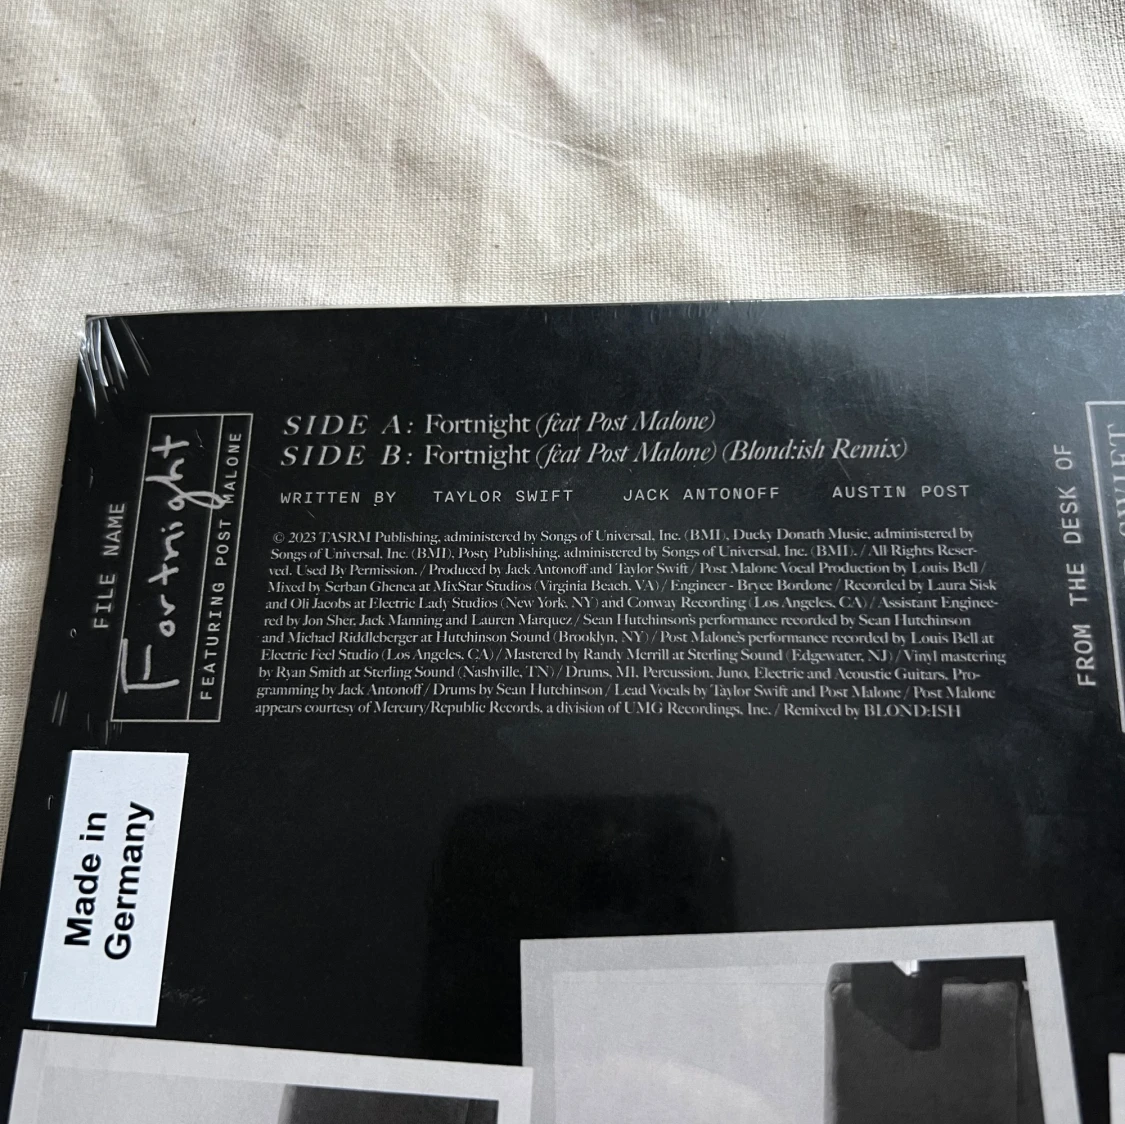 SIDE A: Fortnight (feat Post Malone)
SIDE B: Fortnight (feat Post Malone) (Blond:ish Remix)
WRITTEN BY TAYLOR SWIFT JACK ANTONOFF AUSTIN POST
© 2023 TASRM Publishing, administered by Songs of Universal, Inc. (BMI), Ducky Donath Music, administered by
Songs of Universal, Inc. (BMI), Posty Publishing, administered by Songs of Universal, Inc. (BMI). / All Rights Reser-
ved. Used By Permission. / Produced by Jack Antonoff and Taylor Swift / Post Malone Vocal Production by Louis Bell /
Mixed by Serban Ghenea at MixStar Studios (Virginia Beach, VA) / Engineer - Bryce Bordone / Recorded by Laura Sisk
and Oli Jacobs at Electric Lady Studios (New York, NY) and Conway Recording (Los Angeles, CA) / Assistant Enginee-
red by Jon Sher, Jack Manning and Lauren Marquez / Sean Hutchinson's performance recorded by Sean Hutchinson
and Michael Riddleberger at Hutchinson Sound (Brooklyn, NY) / Post Malone's performance recorded by Louis Bell at
Electric Feel Studio (Los Angeles, CA) / Mastered by Randy Merrill at Sterling Sound (Edgewater, NJ) / Vinyl mastering
by Ryan Smith at Sterling Sound (Nashville, TN) / Drums, M1, Percussion, Juno, Electric and Acoustic Guitars, Pro-
gramming by Jack Antonoff / Drums by Sean Hutchinson / Lead Vocals by Taylor Swift and Post Malone / Post Malone
appears courtesy of Mercury/Republic Records, a division of UMG Recordings, Inc. / Remixed by BLOND:ISH
FILE NAME
Fortnight
FEATURING POST MALONE
FROM THE DESK OF
SWIFT
Made in
Germany